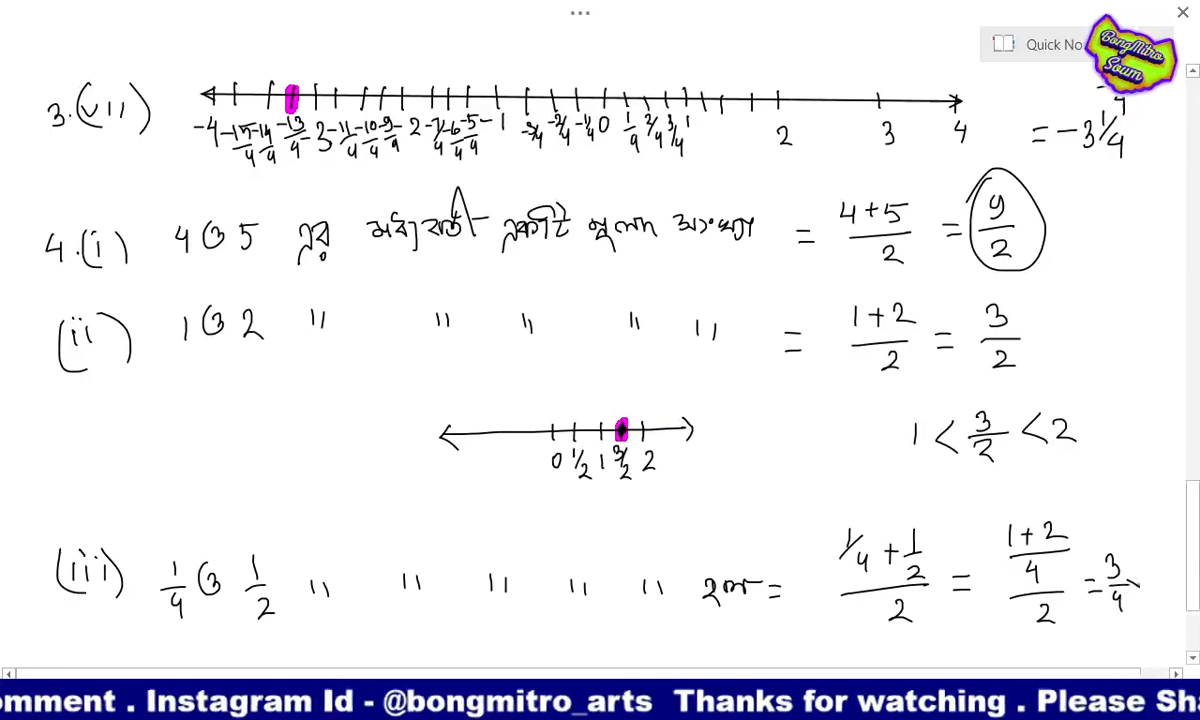 Quick No
BongMitro
Soum
3.(vii) -4 -15/4 -14/4 -13/4 -3 -11/4 -10/4 -9/4 -2 -7/4 -6/4 -5/4 -1 -3/4 -2/4 -1/4 0 1/4 2/4 3/4 1 2 3 4 = -3 1/4
4.(i) 4 ও 5 এর মধ্যবর্তী একটি মূলদ সংখ্যা = (4+5)/2 = 9/2
(ii) 1 ও 2 " " " " " = (1+2)/2 = 3/2
0 1/2 1 3/2 2 1 < 3/2 < 2
(iii) 1/4 ও 1/2 " " " " " হল = (1/4 + 1/2)/2 = ((1+2)/4)/2 = 3/4
omment . Instagram Id - @bongmitro_arts Thanks for watching . Please Sh